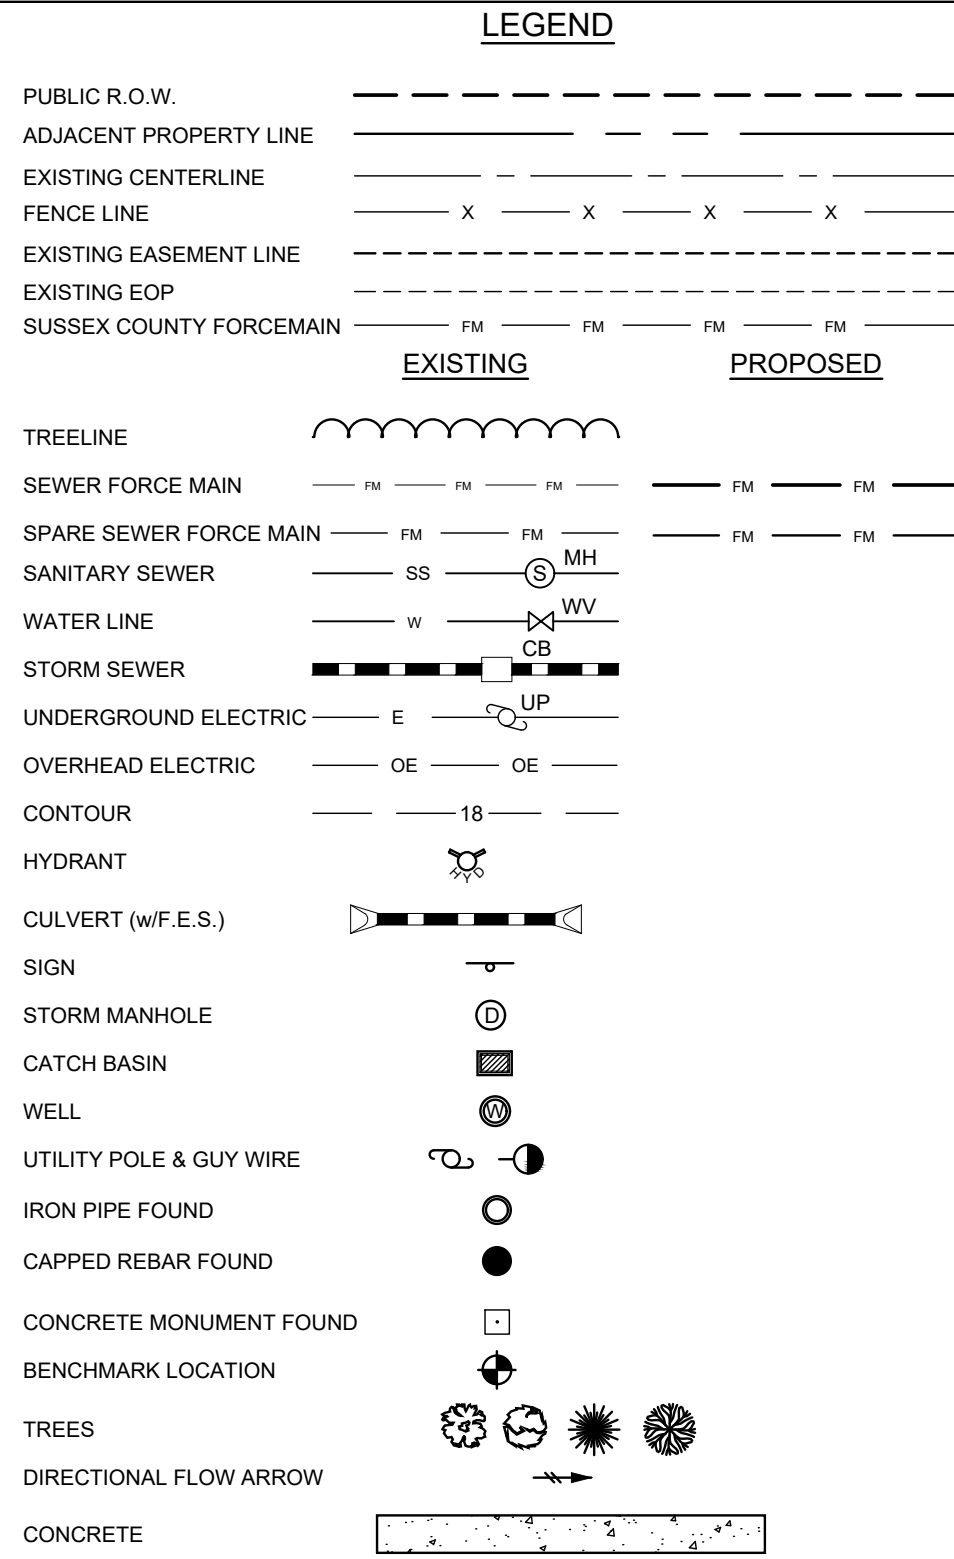 LEGEND
PUBLIC R.O.W.
ADJACENT PROPERTY LINE
EXISTING CENTERLINE
FENCE LINE X X X X
EXISTING EASEMENT LINE
EXISTING EOP
SUSSEX COUNTY FORCEMAIN FM FM FM FM
EXISTING PROPOSED
TREELINE
SEWER FORCE MAIN FM FM FM FM FM
SPARE SEWER FORCE MAIN FM FM FM FM
SANITARY SEWER SS S MH
WATER LINE W WV
STORM SEWER CB
UNDERGROUND ELECTRIC E UP
OVERHEAD ELECTRIC OE OE
CONTOUR 18
HYDRANT HYD
CULVERT (w/F.E.S.)
SIGN
STORM MANHOLE D
CATCH BASIN
WELL W
UTILITY POLE & GUY WIRE
IRON PIPE FOUND
CAPPED REBAR FOUND
CONCRETE MONUMENT FOUND
BENCHMARK LOCATION
TREES
DIRECTIONAL FLOW ARROW
CONCRETE